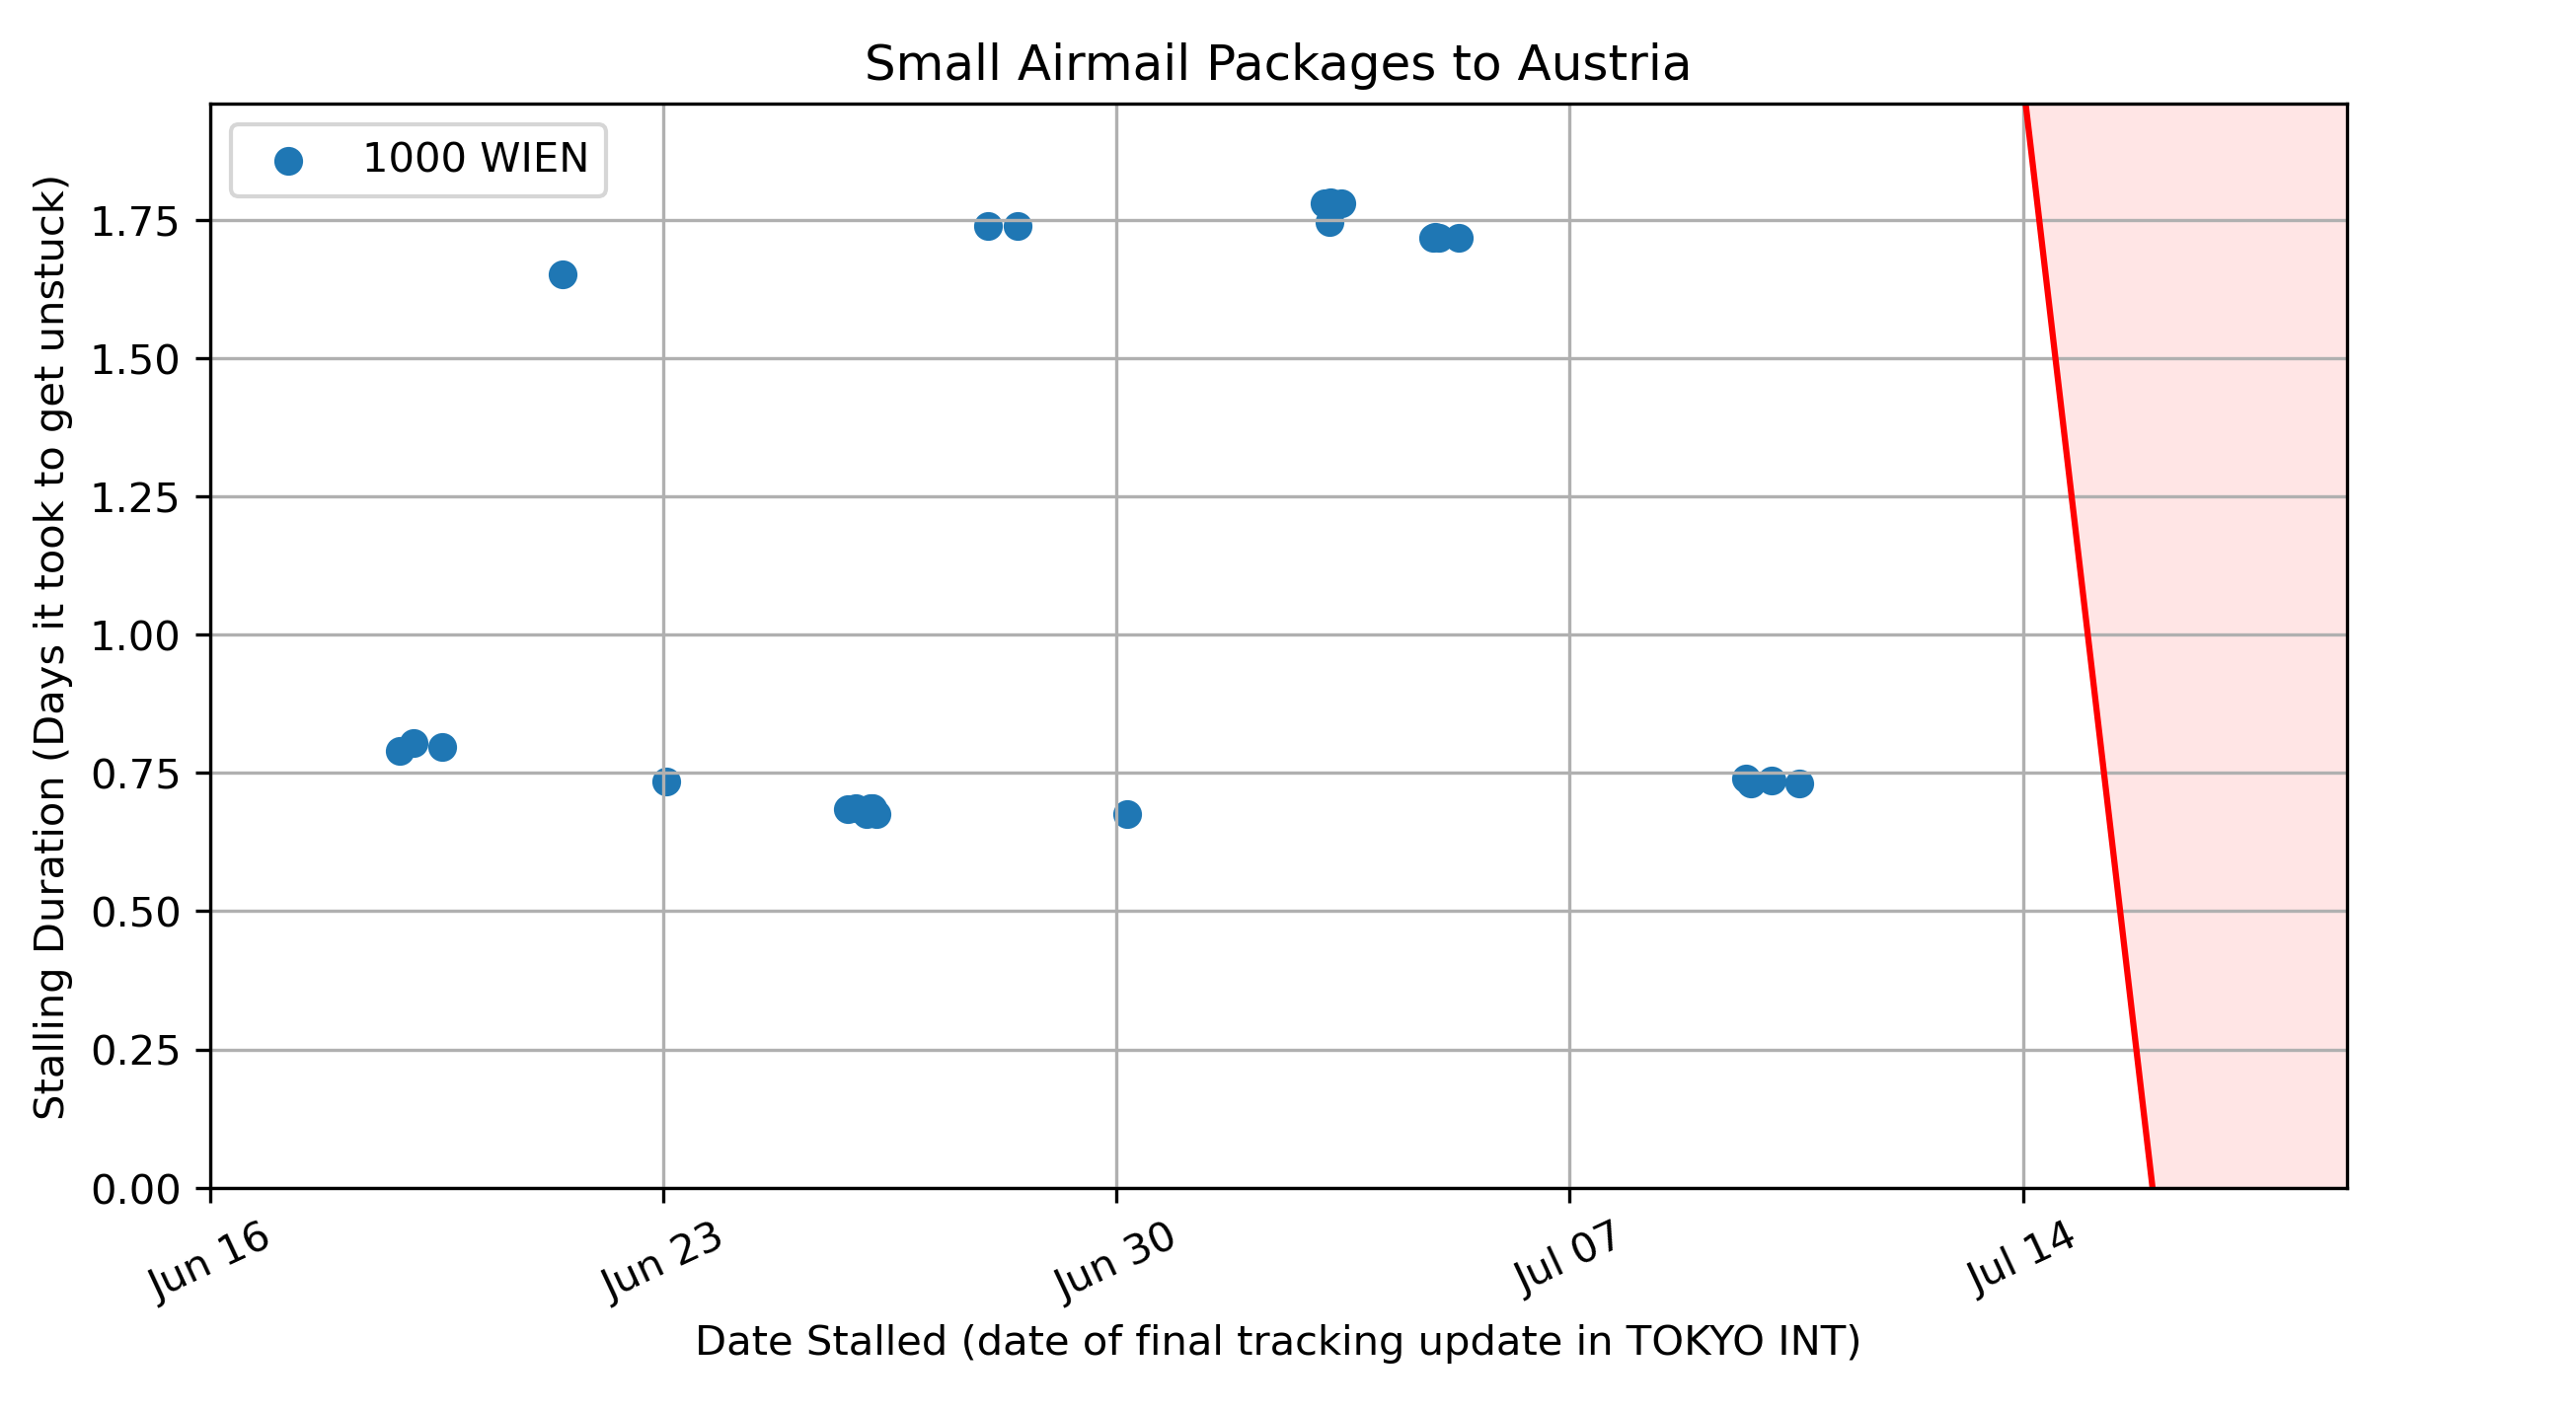 Small Airmail Packages to Austria
1000 WIEN
Stalling Duration (Days it took to get unstuck)
1.75
1.50
1.25
1.00
0.75
0.50
0.25
0.00
Jun 16
Jun 23
Jun 30
Jul 07
Jul 14
Date Stalled (date of final tracking update in TOKYO INT)